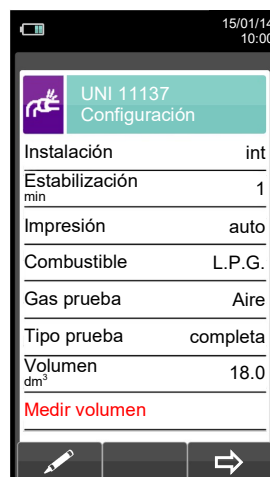 15/01/14
10:00
UNI 11137
Configuración
Instalación int
Estabilización 1
min
Impresión auto
Combustible L.P.G.
Gas prueba Aire
Tipo prueba completa
Volumen 18.0
dm³
Medir volumen